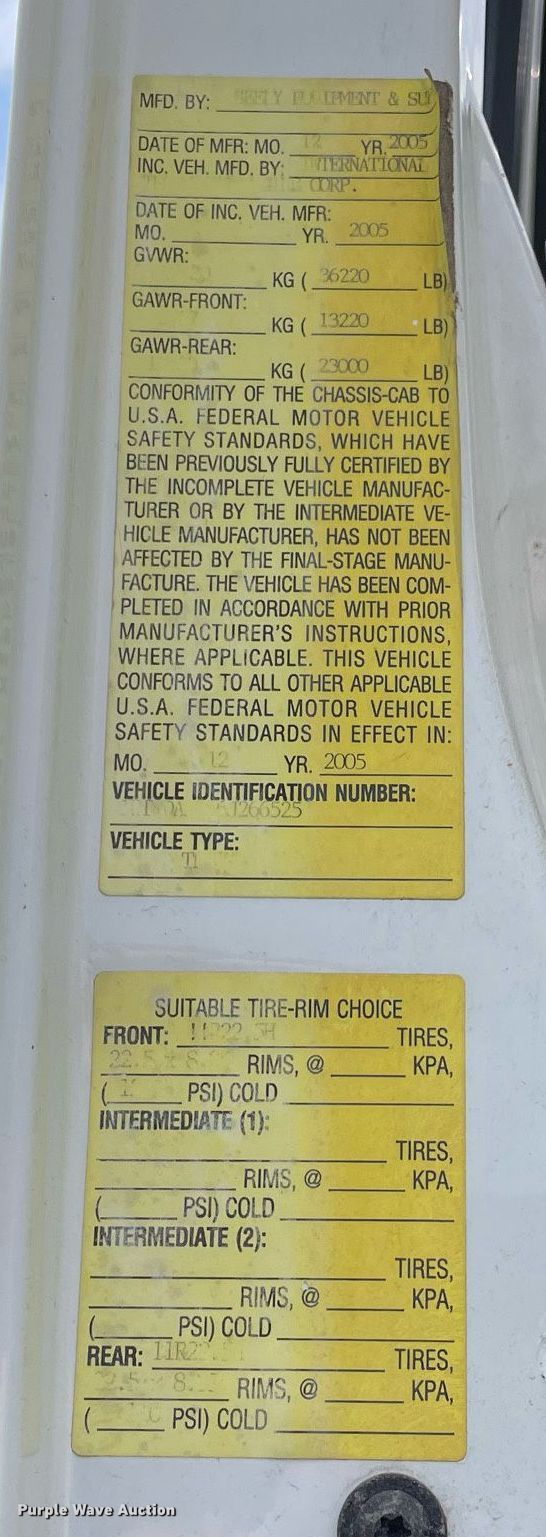 MFD. BY: EQUIPMENT & SU
DATE OF MFR: MO. 12 YR. 2005
INC. VEH. MFD. BY: INTERNATIONAL
CORP.
DATE OF INC. VEH. MFR:
MO. YR. 2005
GVWR:
KG ( 36220 LB)
GAWR-FRONT:
KG ( 13220 LB)
GAWR-REAR:
KG ( 23000 LB)
CONFORMITY OF THE CHASSIS-CAB TO
U.S.A. FEDERAL MOTOR VEHICLE
SAFETY STANDARDS, WHICH HAVE
BEEN PREVIOUSLY FULLY CERTIFIED BY
THE INCOMPLETE VEHICLE MANUFAC-
TURER OR BY THE INTERMEDIATE VE-
HICLE MANUFACTURER, HAS NOT BEEN
AFFECTED BY THE FINAL-STAGE MANU-
FACTURE. THE VEHICLE HAS BEEN COM-
PLETED IN ACCORDANCE WITH PRIOR
MANUFACTURER'S INSTRUCTIONS,
WHERE APPLICABLE. THIS VEHICLE
CONFORMS TO ALL OTHER APPLICABLE
U.S.A. FEDERAL MOTOR VEHICLE
SAFETY STANDARDS IN EFFECT IN:
MO. 12 YR. 2005
VEHICLE IDENTIFICATION NUMBER:
VEHICLE TYPE:
SUITABLE TIRE-RIM CHOICE
FRONT: TIRES,
RIMS, @ KPA,
( PSI) COLD
INTERMEDIATE (1):
TIRES,
RIMS, @ KPA,
( PSI) COLD
INTERMEDIATE (2):
TIRES,
RIMS, @ KPA,
( PSI) COLD
REAR: TIRES,
RIMS, @ KPA,
( PSI) COLD
Purple Wave Auction